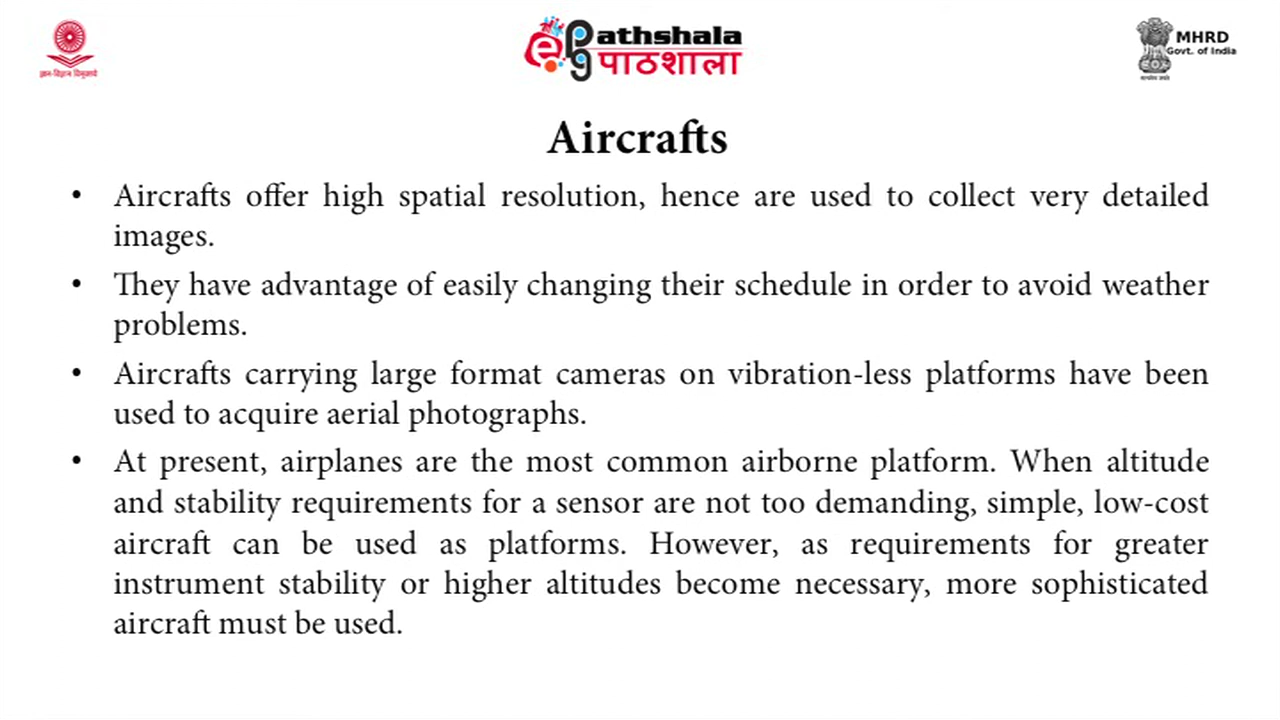 ज्ञान-विज्ञान विमुक्तये
e Pathshala
पाठशाला
MHRD
Govt. of India
सत्यमेव जयते
Aircrafts
• Aircrafts offer high spatial resolution, hence are used to collect very detailed
images.
• They have advantage of easily changing their schedule in order to avoid weather
problems.
• Aircrafts carrying large format cameras on vibration-less platforms have been
used to acquire aerial photographs.
• At present, airplanes are the most common airborne platform. When altitude
and stability requirements for a sensor are not too demanding, simple, low-cost
aircraft can be used as platforms. However, as requirements for greater
instrument stability or higher altitudes become necessary, more sophisticated
aircraft must be used.